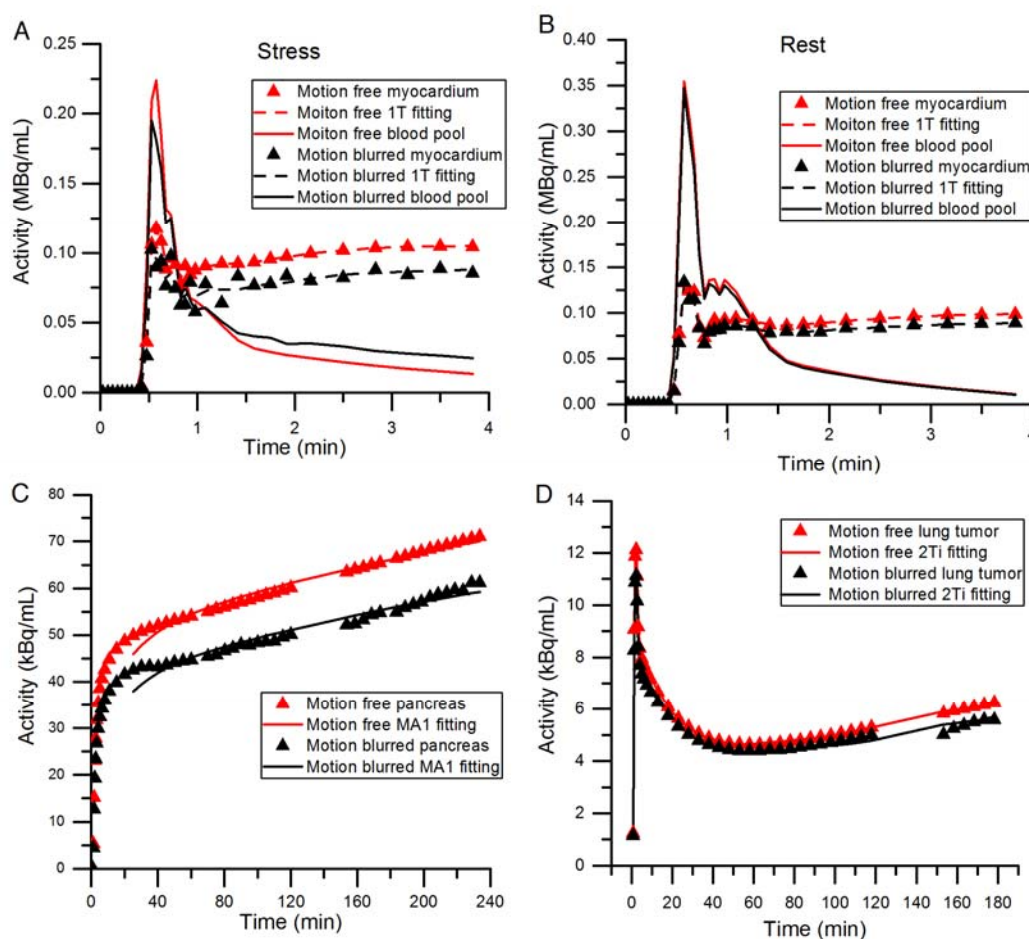 A
Stress
Activity (MBq/mL)
0.25
0.20
0.15
0.10
0.05
0.00
Motion free myocardium
Moiton free 1T fitting
Moiton free blood pool
Motion blurred myocardium
Motion blurred 1T fitting
Motion blurred blood pool
0 1 2 3 4
Time (min)
B
Rest
Activity (MBq/mL)
0.40
0.35
0.30
0.25
0.20
0.15
0.10
0.05
0.00
Motion free myocardium
Moiton free 1T fitting
Moiton free blood pool
Motion blurred myocardium
Motion blurred 1T fitting
Motion blurred blood pool
0 1 2 3
Time (min)
C
Activity (kBq/mL)
80
70
60
50
40
30
20
10
0
Motion free pancreas
Motion free MA1 fitting
Motion blurred pancreas
Motion blurred MA1 fitting
0 40 80 120 160 200 240
Time (min)
D
Activity (kBq/mL)
14
12
10
8
6
4
2
0
Motion free lung tumor
Motion free 2Ti fitting
Motion blurred lung tumor
Motion blurred 2Ti fitting
0 20 40 60 80 100 120 140 160 180
Time (min)